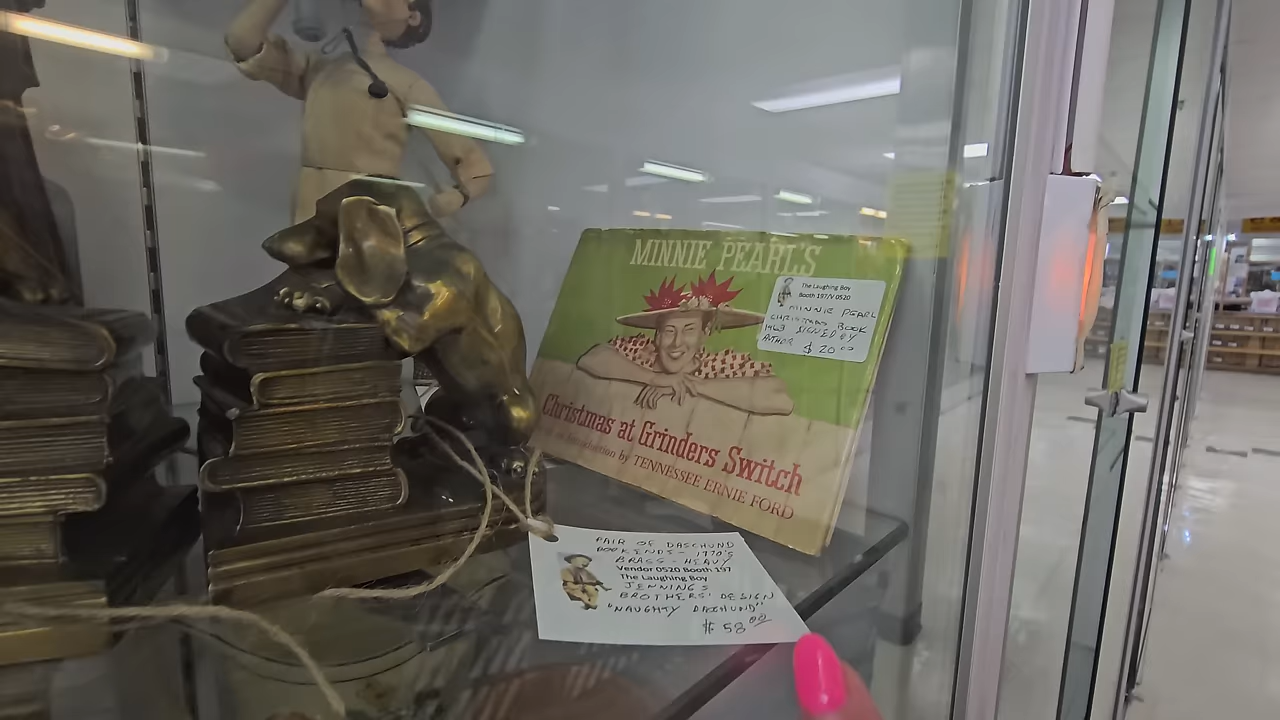 MINNIE PEARL'S
The Laughing Boy
Booth 197/V 0520
MINNIE PEARL
CHRISTMAS BOOK
1963 SIGNED BY
AUTHOR $20.00
Christmas at Grinders Switch
Introduction by TENNESSEE ERNIE FORD
PAIR OF DASCHUND
BOOKENDS - 1970'S
BRASS - HEAVY
Vendor 0520 Booth 197
The Laughing Boy
JENNINGS
BROTHERS' DESIGN
"NAUGHTY DASCHUND"
$58.00